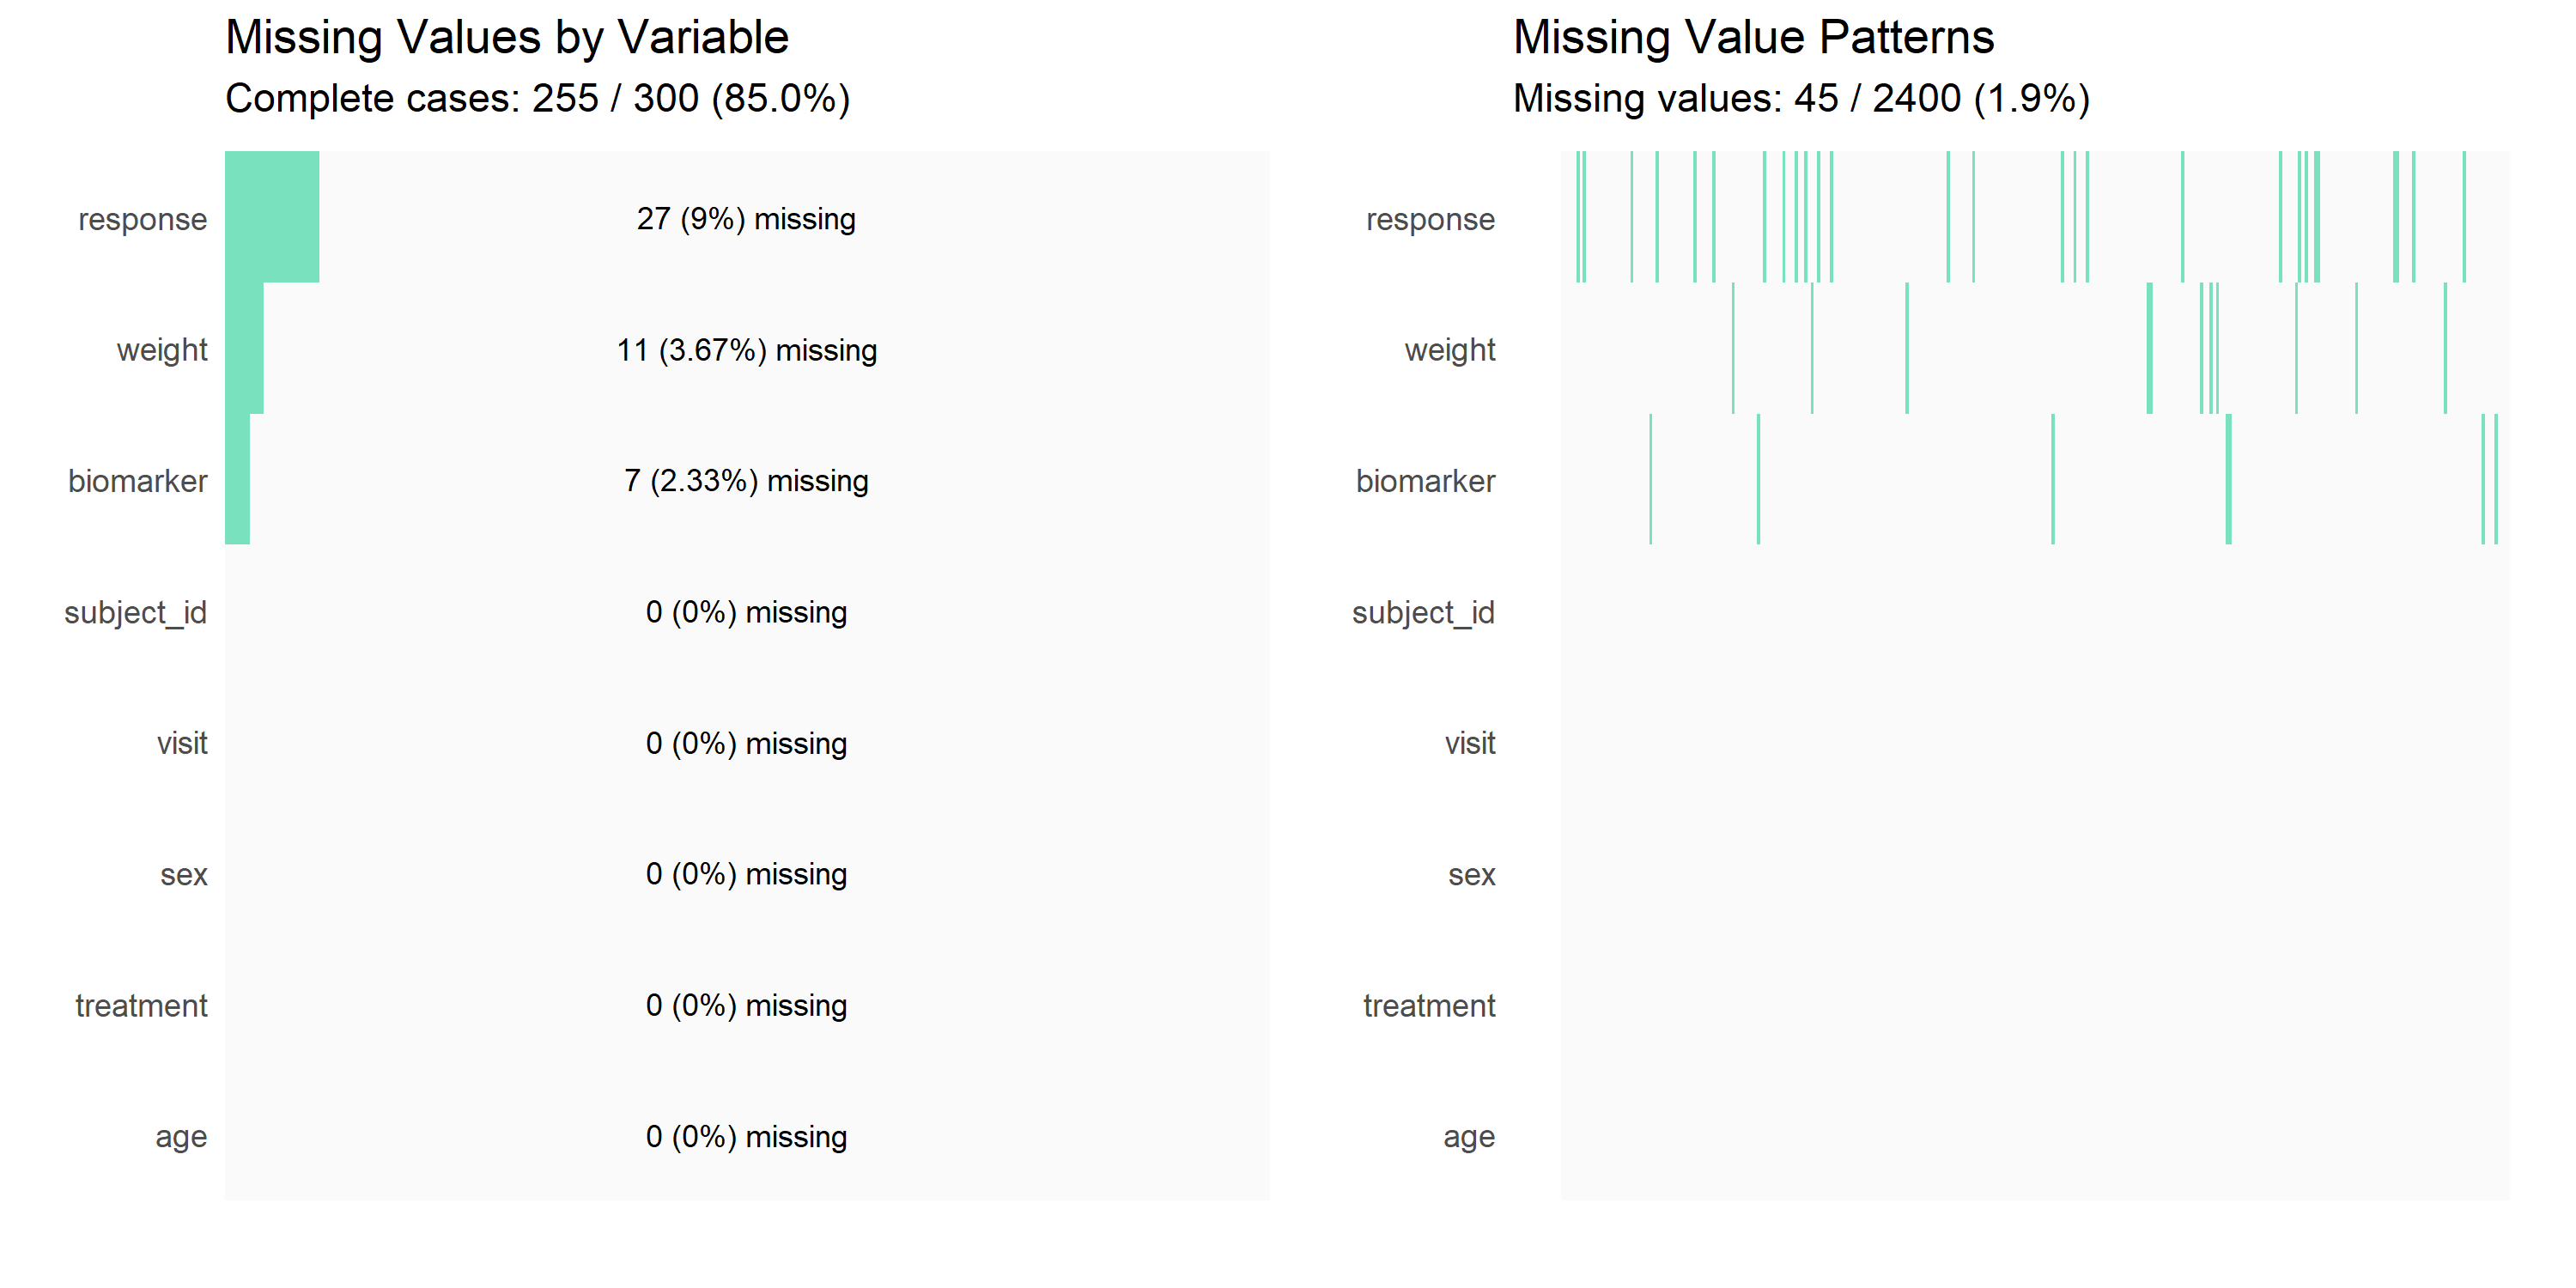 Missing Values by Variable
Complete cases: 255 / 300 (85.0%)
response
27 (9%) missing
weight
11 (3.67%) missing
biomarker
7 (2.33%) missing
subject_id
0 (0%) missing
visit
0 (0%) missing
sex
0 (0%) missing
treatment
0 (0%) missing
age
0 (0%) missing
Missing Value Patterns
Missing values: 45 / 2400 (1.9%)
response
weight
biomarker
subject_id
visit
sex
treatment
age